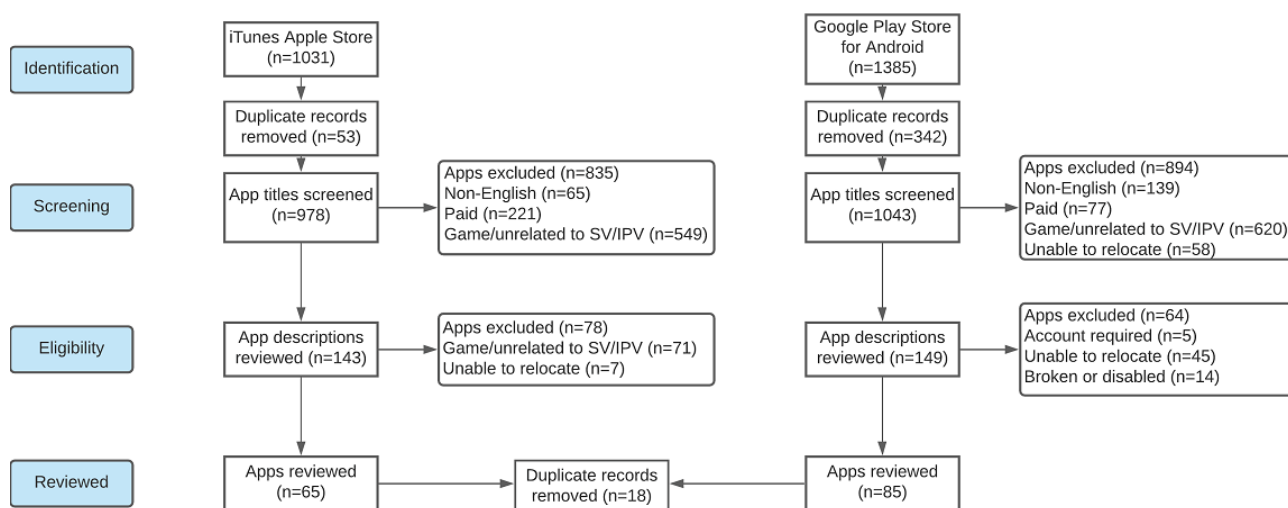 Identification
iTunes Apple Store
(n=1031)
Google Play Store
for Android
(n=1385)
Duplicate records
removed (n=53)
Duplicate records
removed (n=342)
Screening
App titles screened
(n=978)
Apps excluded (n=835)
Non-English (n=65)
Paid (n=221)
Game/unrelated to SV/IPV (n=549)
App titles screened
(n=1043)
Apps excluded (n=894)
Non-English (n=139)
Paid (n=77)
Game/unrelated to SV/IPV (n=620)
Unable to relocate (n=58)
Eligibility
App descriptions
reviewed (n=143)
Apps excluded (n=78)
Game/unrelated to SV/IPV (n=71)
Unable to relocate (n=7)
App descriptions
reviewed (n=149)
Apps excluded (n=64)
Account required (n=5)
Unable to relocate (n=45)
Broken or disabled (n=14)
Reviewed
Apps reviewed
(n=65)
Duplicate records
removed (n=18)
Apps reviewed
(n=85)